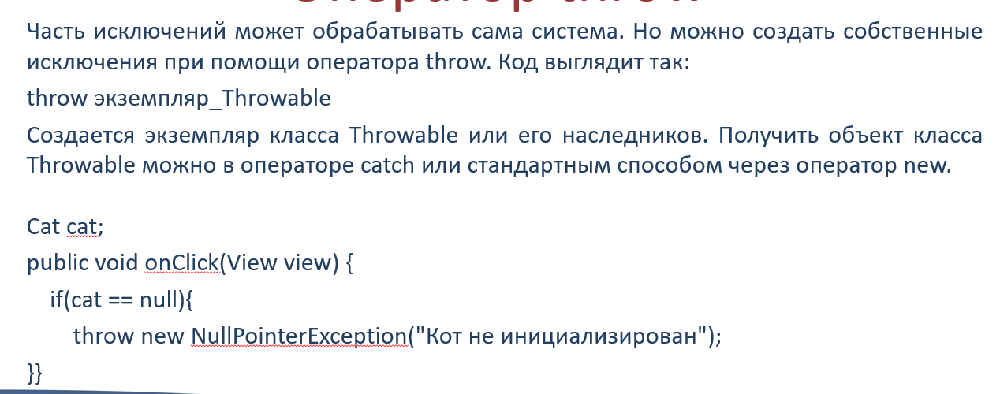 Оператор throw
Часть исключений может обрабатывать сама система. Но можно создать собственные
исключения при помощи оператора throw. Код выглядит так:
throw экземпляр_Throwable
Создается экземпляр класса Throwable или его наследников. Получить объект класса
Throwable можно в операторе catch или стандартным способом через оператор new.
Cat cat;
public void onClick(View view) {
if(cat == null){
throw new NullPointerException("Кот не инициализирован");
}}